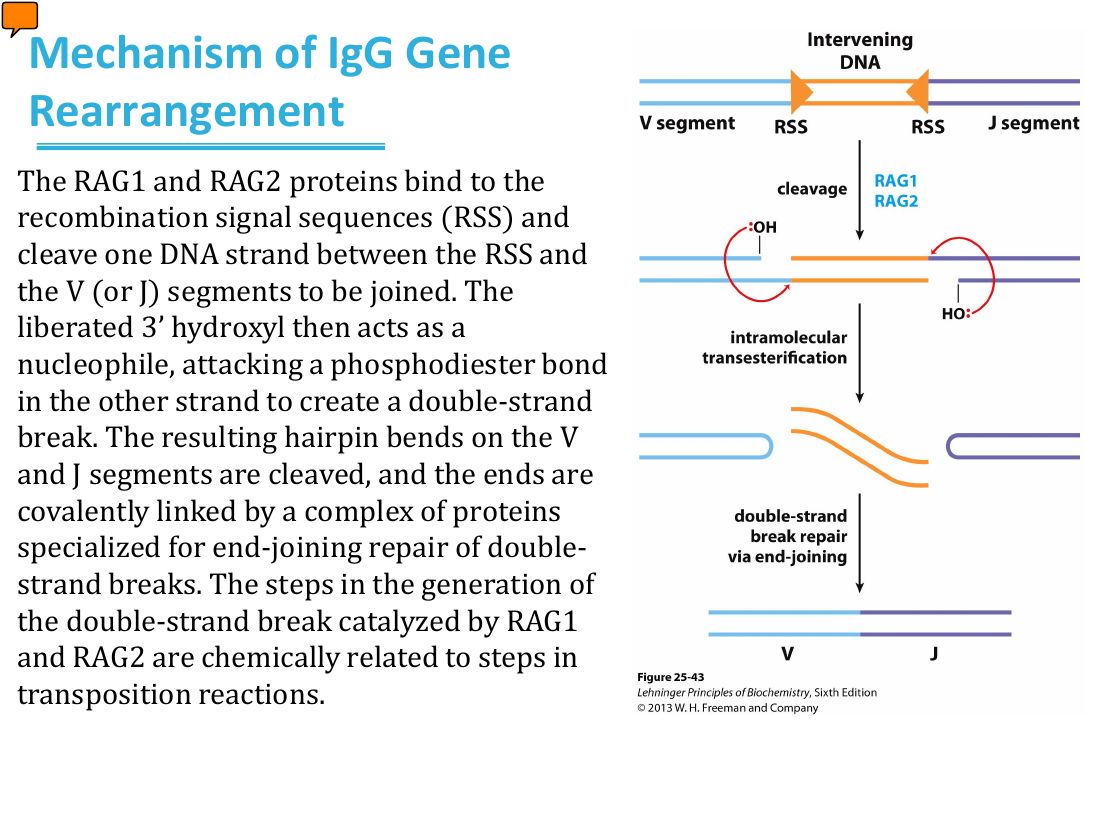 Mechanism of IgG Gene
Rearrangement
The RAG1 and RAG2 proteins bind to the
recombination signal sequences (RSS) and
cleave one DNA strand between the RSS and
the V (or J) segments to be joined. The
liberated 3’ hydroxyl then acts as a
nucleophile, attacking a phosphodiester bond
in the other strand to create a double-strand
break. The resulting hairpin bends on the V
and J segments are cleaved, and the ends are
covalently linked by a complex of proteins
specialized for end-joining repair of double-
strand breaks. The steps in the generation of
the double-strand break catalyzed by RAG1
and RAG2 are chemically related to steps in
transposition reactions.
Intervening
DNA
V segment RSS RSS J segment
cleavage
RAG1
RAG2
:OH
HO:
intramolecular
transesterification
double-strand
break repair
via end-joining
V J
Figure 25-43
Lehninger Principles of Biochemistry, Sixth Edition
© 2013 W. H. Freeman and Company